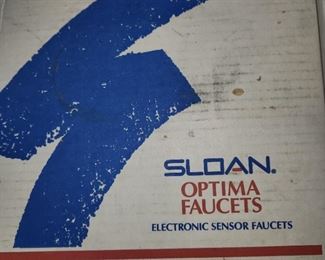 SLOAN®
OPTIMA
FAUCETS
ELECTRONIC SENSOR FAUCETS